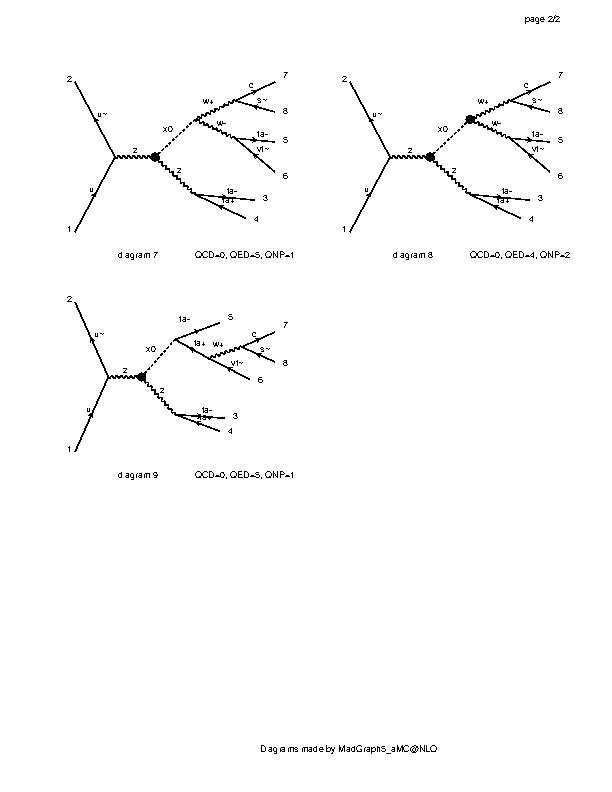 page 2/2
2
7
c
w+
s~
8
u~
x0
w-
ta-
5
vt~
z
6
z
u
ta-
ta+
3
4
1
diagram 7
QCD=0, QED=5, QNP=1
2
7
c
w+
s~
8
u~
x0
w-
ta-
5
vt~
z
6
z
u
ta-
ta+
3
4
1
diagram 8
QCD=0, QED=4, QNP=2
2
ta-
5
7
c
u~
ta+
w+
s~
x0
vt~
8
z
6
z
u
ta-
3
4
1
diagram 9
QCD=0, QED=5, QNP=1
Diagrams made by MadGraph5_aMC@NLO